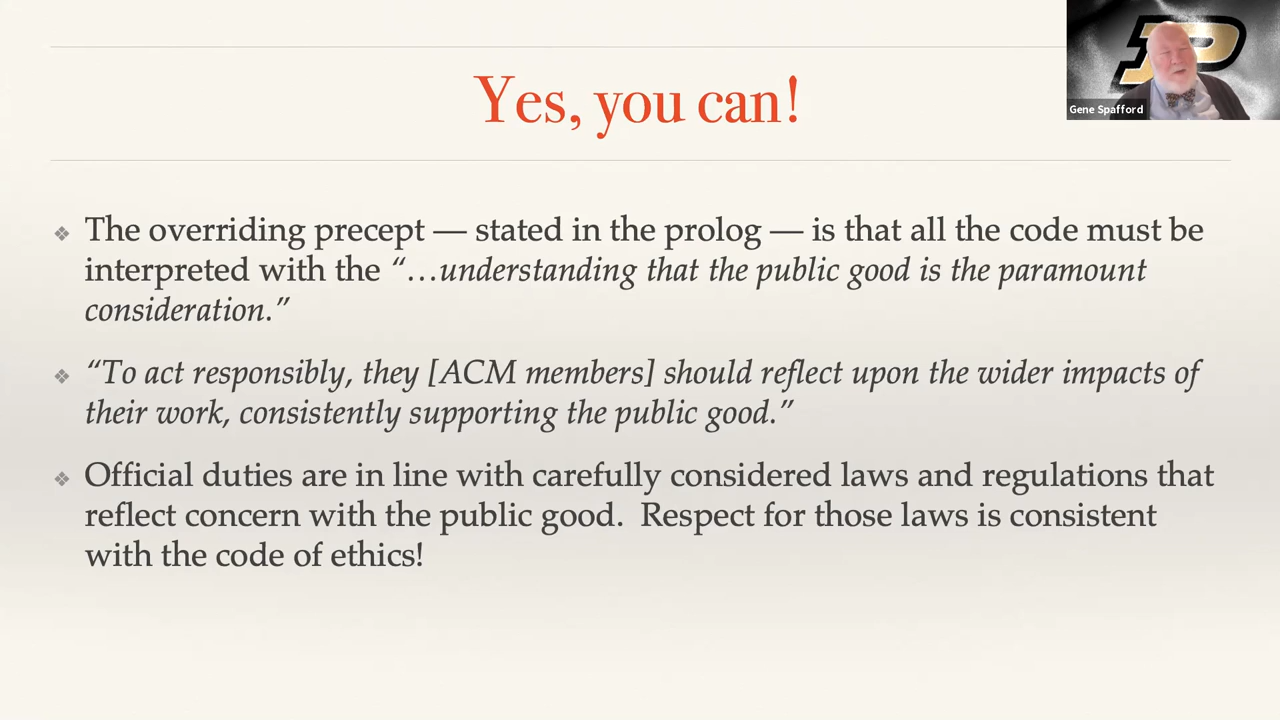 Yes, you can!
Gene Spafford
The overriding precept — stated in the prolog — is that all the code must be
interpreted with the “…understanding that the public good is the paramount
consideration.”
“To act responsibly, they [ACM members] should reflect upon the wider impacts of
their work, consistently supporting the public good.”
Official duties are in line with carefully considered laws and regulations that
reflect concern with the public good.  Respect for those laws is consistent
with the code of ethics!